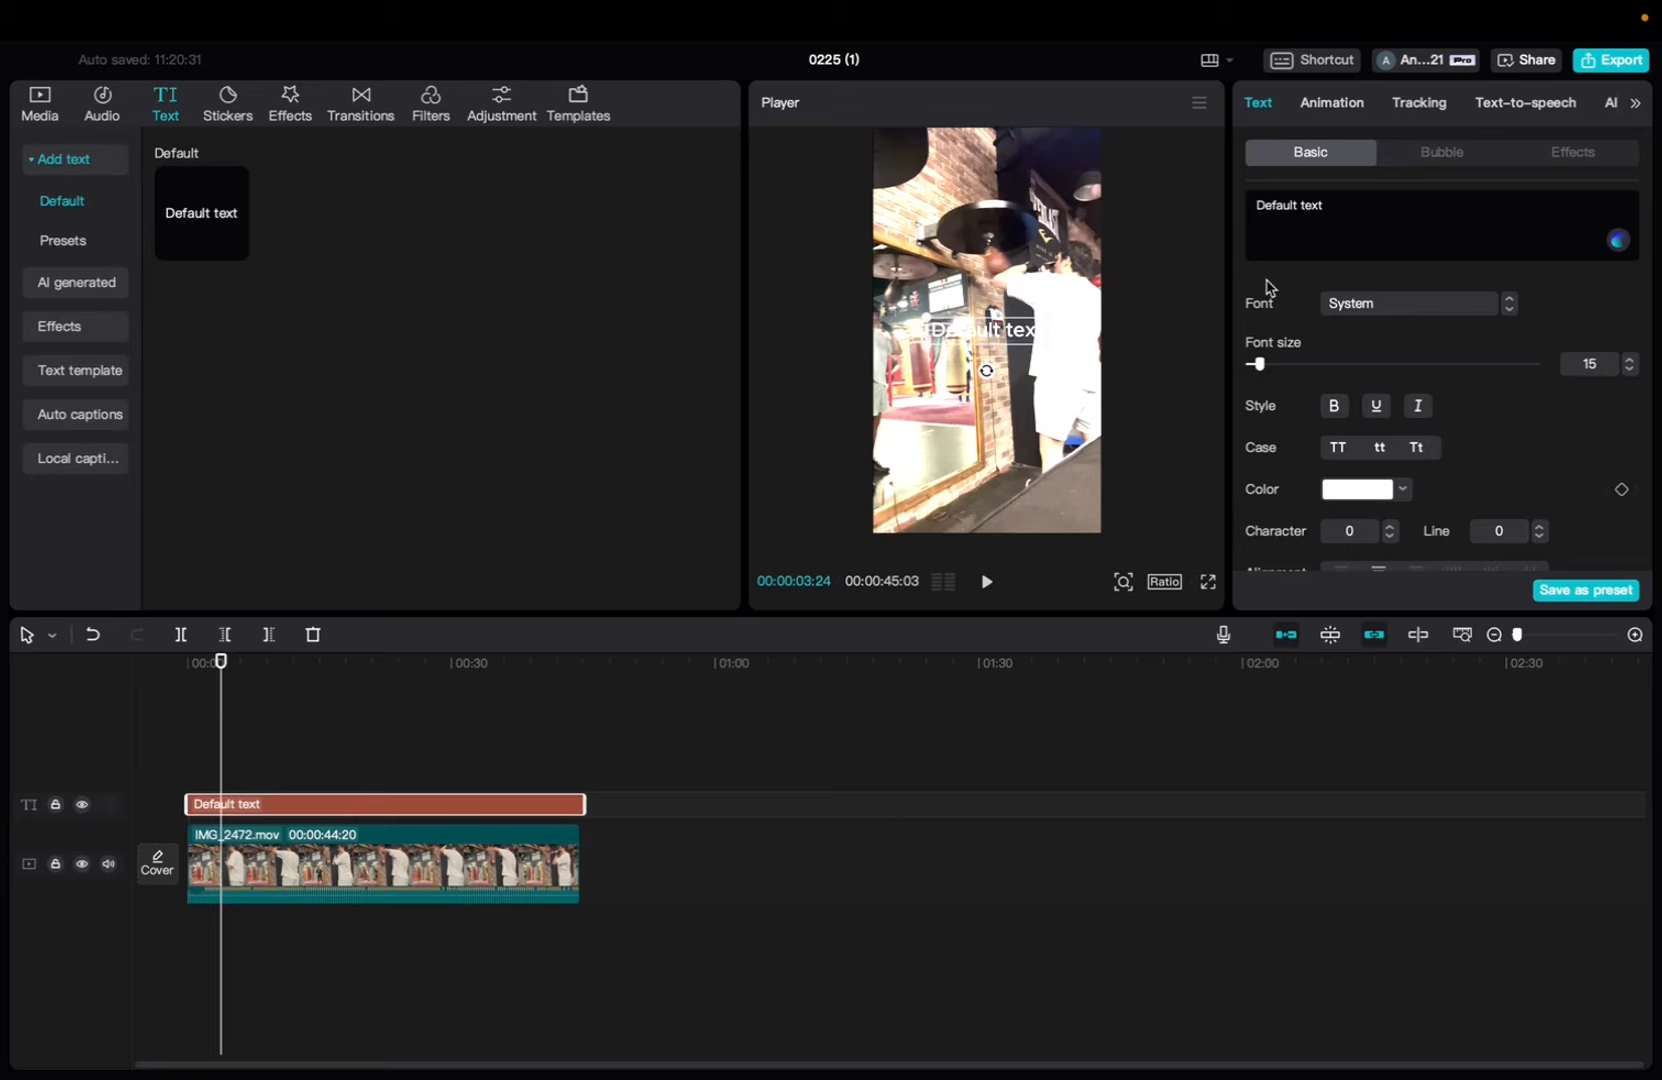 Auto saved: 11:20:31
0225 (1)
Shortcut
A
An...21
Pro
Share
Export
Media
Audio
TI
Text
Stickers
Effects
Transitions
Filters
Adjustment
Templates
Add text
Default
Presets
AI generated
Effects
Text template
Auto captions
Local capti...
Default
Default text
Player
Default tex
00:00:03:24
00:00:45:03
Ratio
Text
Animation
Tracking
Text-to-speech
AI
Basic
Bubble
Effects
Default text
Font
System
Font size
15
Style
B
U
I
Case
TT
tt
Tt
Color
Character
0
Line
0
Save as preset
00:0
00:30
01:00
01:30
02:00
02:30
TI
Default text
IMG_2472.mov 00:00:44:20
Cover